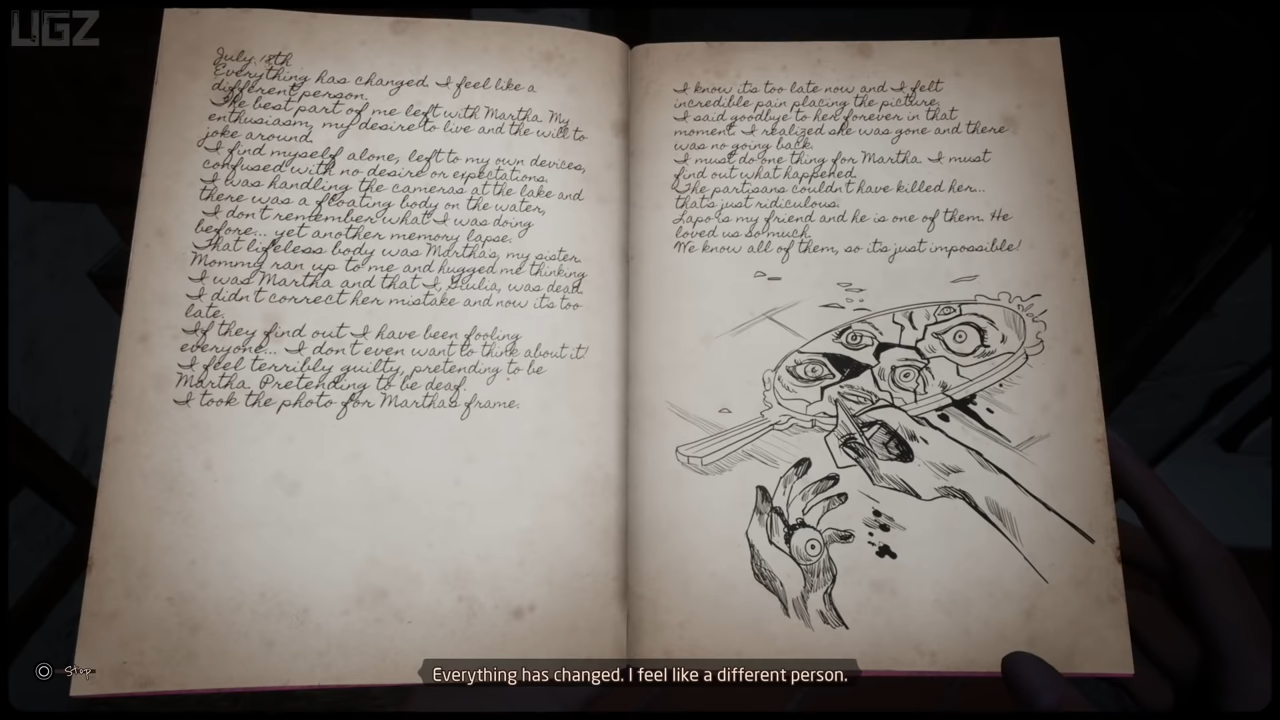 UGZ
July 18th
Everything has changed. I feel like a
different person.
The best part of me left with Martha. My
enthusiasm, my desire to live and the will to
joke around.
I find myself alone, left to my own devices,
confused with no desire or expectations.
I was handling the cameras at the lake and
there was a floating body on the water,
I don't remember what I was doing
before... yet another memory lapse.
That lifeless body was Martha's, my sister.
Mommy ran up to me and hugged me thinking
I was Martha and that I, Giulia, was dead.
I didn't correct her mistake and now it's too
late.
If they find out I have been fooling
everyone... I don't even want to think about it!
I feel terribly guilty, pretending to be
Martha. Pretending to be deaf.
I took the photo for Martha's frame.
I know it's too late now and I felt
incredible pain placing the picture.
I said goodbye to her forever in that
moment. I realized she was gone and there
was no going back.
I must do one thing for Martha. I must
find out what happened.
The partisans couldn't have killed her...
that's just ridiculous.
Lapo is my friend and he is one of them. He
loved us so much.
We know all of them, so it's just impossible!
Stop
Everything has changed. I feel like a different person.